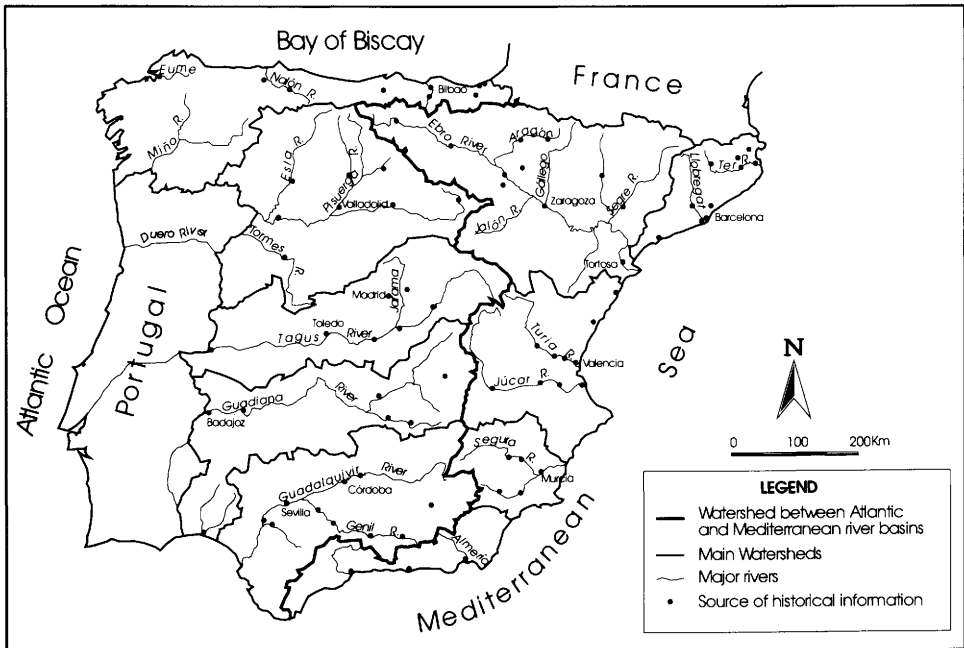 Bay of Biscay
France
Eume
Nalón R.
Bilbao
Miño R.
Esla R.
Pisuerga R.
Ebro River
Aragón
Gállego
Segre R.
Llobregat
Ter R.
Valladolid
Zaragoza
Barcelona
Jalón R.
Duero River
Tormes R.
Tortosa
Madrid
Jarama
Toledo
Tagus River
Turia R.
Valencia
Júcar R.
Atlantic Ocean
Portugal
Guadiana River
Badajoz
Segura R.
Murcia
Guadalquivir River
Córdoba
Sevilla
Genil R.
Almería
Mediterranean Sea
N
0 100 200Km
LEGEND
Watershed between Atlantic
and Mediterranean river basins
Main Watersheds
Major rivers
Source of historical information